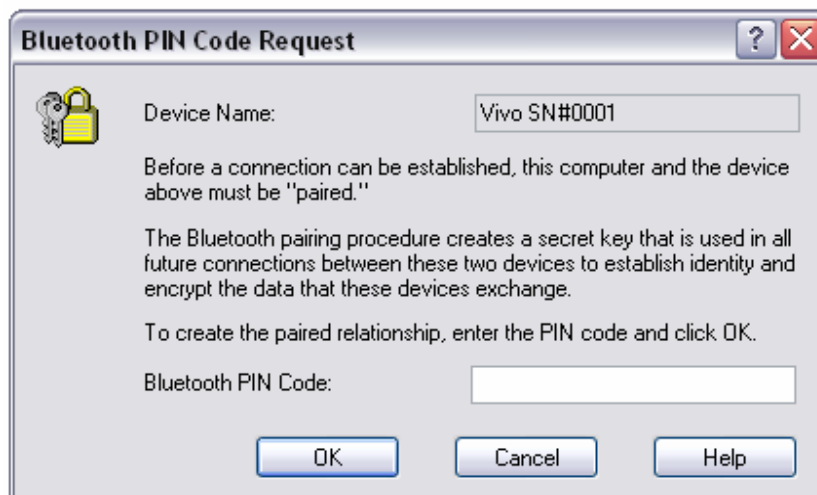 Bluetooth PIN Code Request
Device Name: Vivo SN#0001
Before a connection can be established, this computer and the device
above must be "paired."
The Bluetooth pairing procedure creates a secret key that is used in all
future connections between these two devices to establish identity and
encrypt the data that these devices exchange.
To create the paired relationship, enter the PIN code and click OK.
Bluetooth PIN Code:
OK Cancel Help